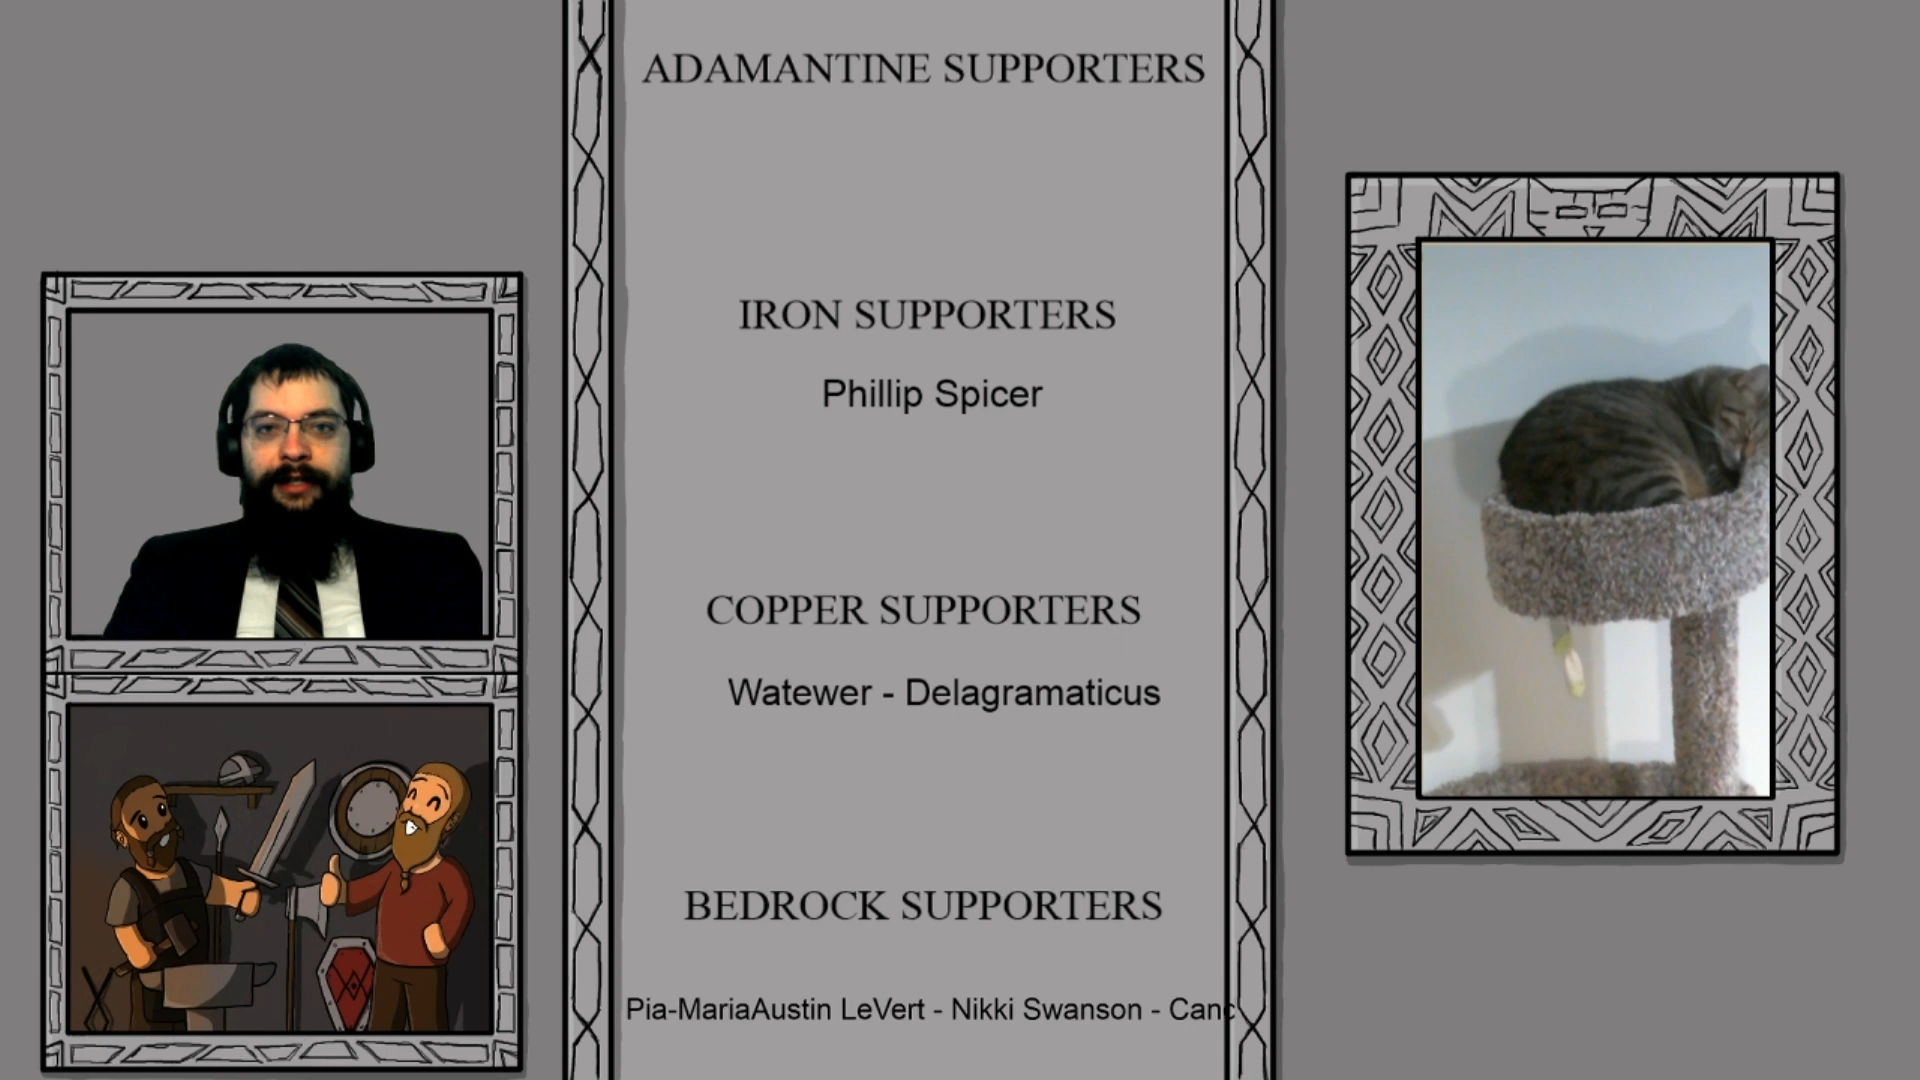 ADAMANTINE SUPPORTERS
IRON SUPPORTERS
Phillip Spicer
COPPER SUPPORTERS
Watewer - Delagramaticus
BEDROCK SUPPORTERS
Pia-MariaAustin LeVert - Nikki Swanson -